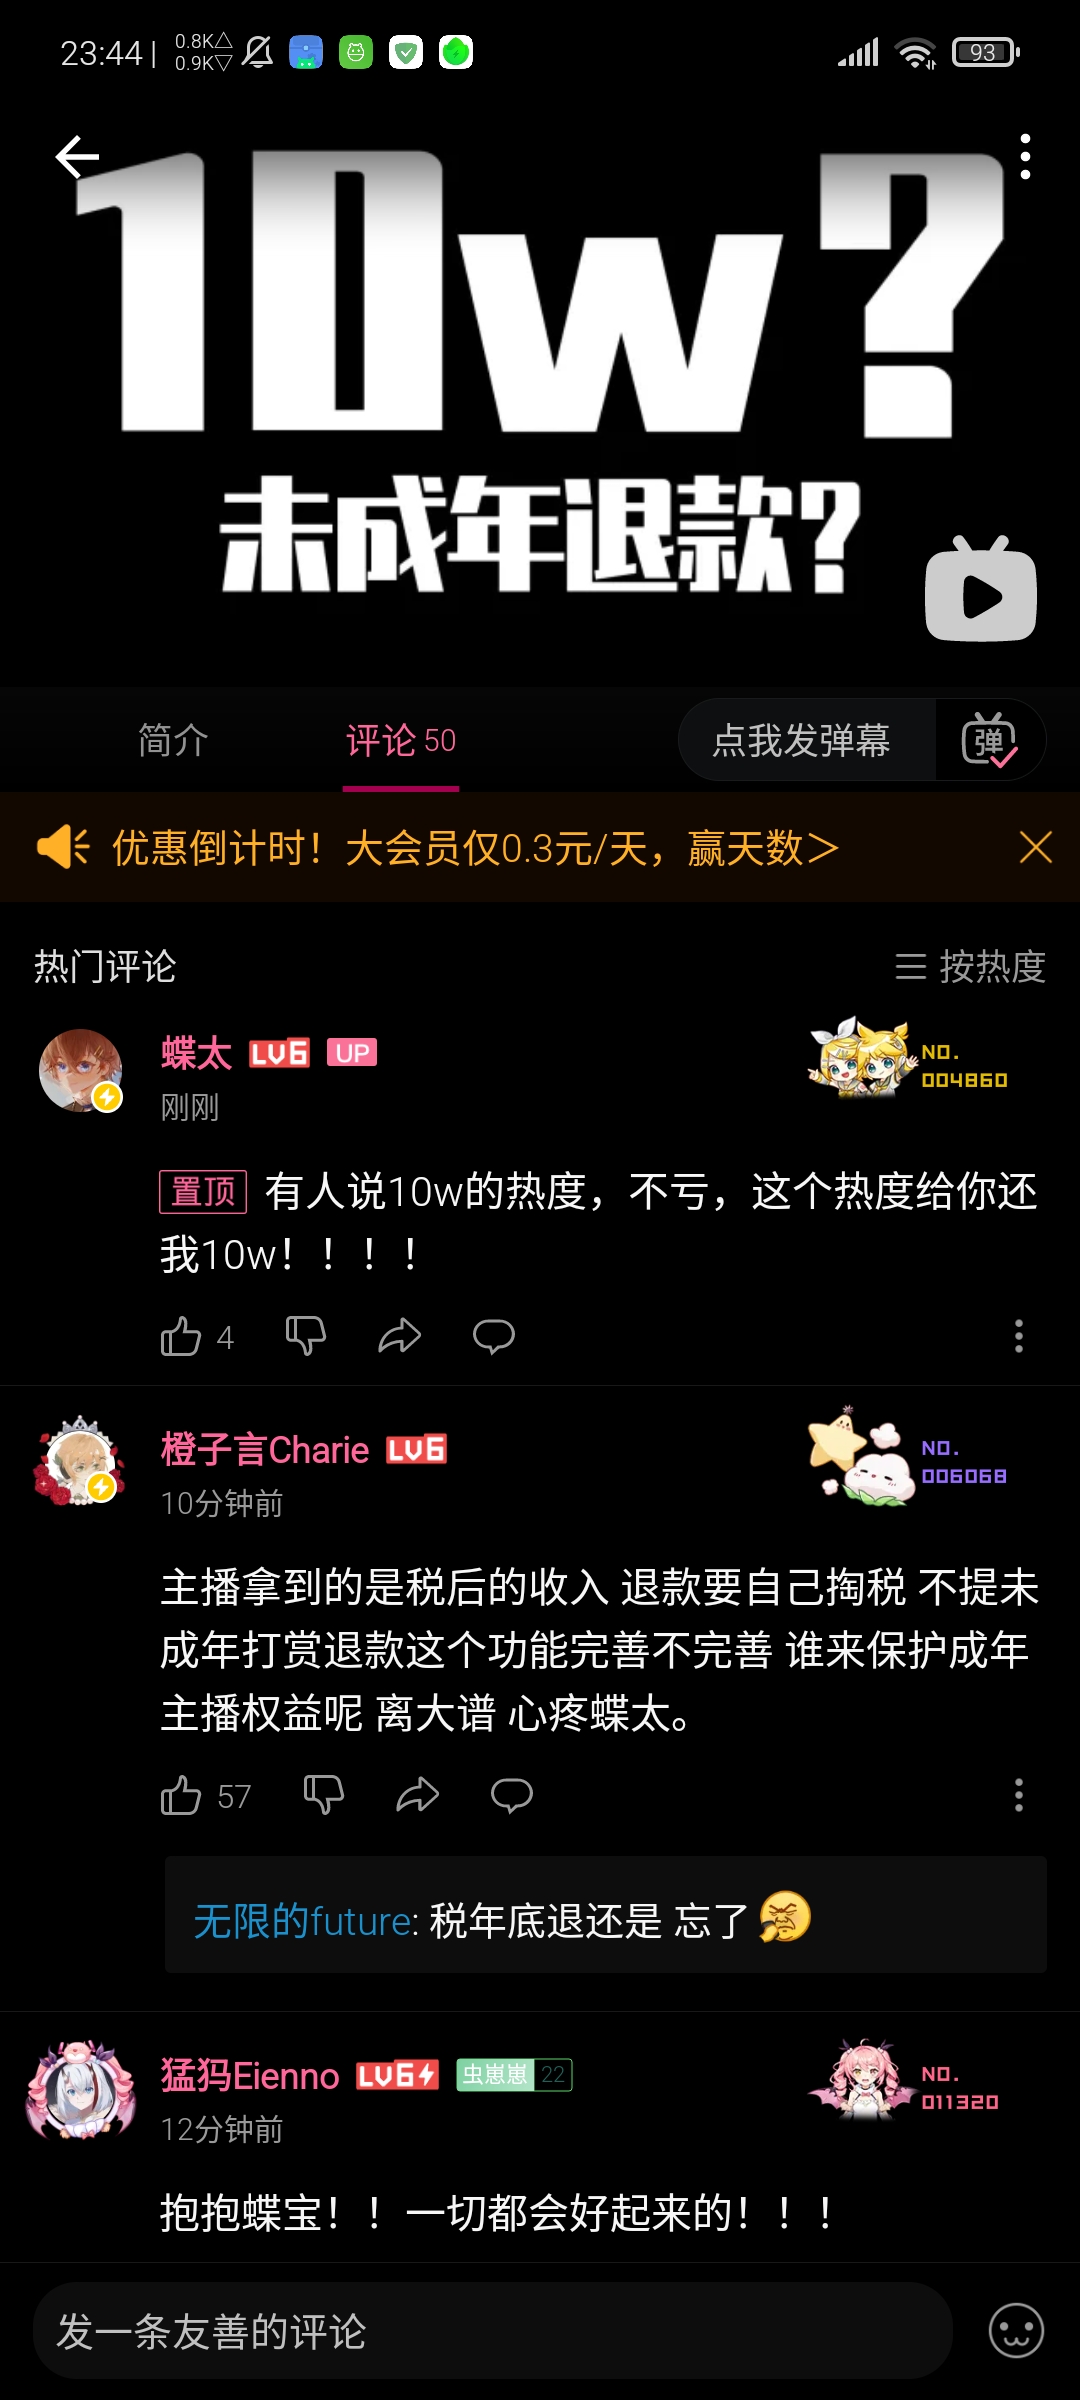 23:44 | 0.8K△ 0.9K▽ 93
10w?
未成年退款?
简介 评论 50 点我发弹幕 弹
优惠倒计时！大会员仅0.3元/天，赢天数＞
热门评论 按热度
蝶太 LV6 UP NO. 004860
刚刚
置顶 有人说10w的热度，不亏，这个热度给你还
我10w！！！！
4
橙子言Charie LV6 NO. 006068
10分钟前
主播拿到的是税后的收入 退款要自己掏税 不提未
成年打赏退款这个功能完善不完善 谁来保护成年
主播权益呢 离大谱 心疼蝶太。
57
无限的future: 税年底退还是 忘了
猛犸Eienno LV6 虫崽崽 22 NO. 011320
12分钟前
抱抱蝶宝！！一切都会好起来的！！！
发一条友善的评论